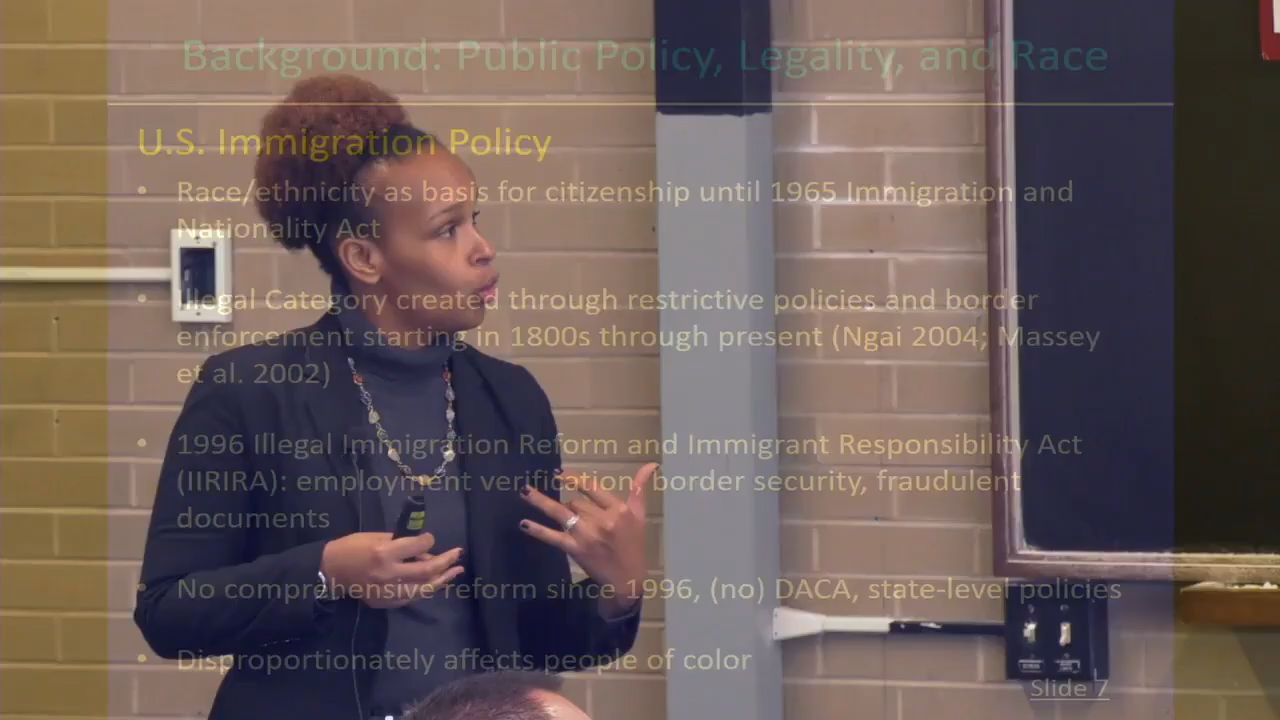 Background: Public Policy, Legality, and Race
U.S. Immigration Policy
• Race/ethnicity as basis for citizenship until 1965 Immigration and
Nationality Act
• Illegal Category created through restrictive policies and border
enforcement starting in 1800s through present (Ngai 2004; Massey
et al. 2002)
• 1996 Illegal Immigration Reform and Immigrant Responsibility Act
(IIRIRA): employment verification, border security, fraudulent
documents
• No comprehensive reform since 1996, (no) DACA, state-level policies
• Disproportionately affects people of color
Slide 7